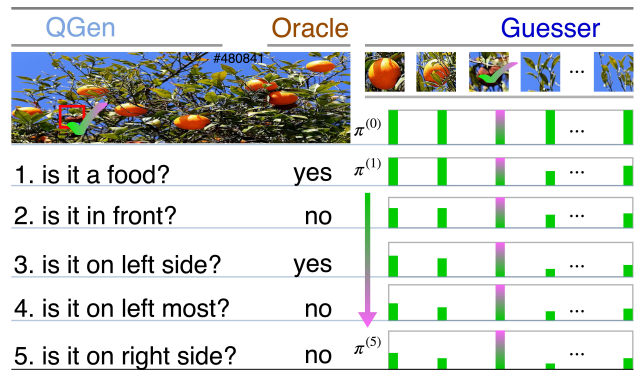 QGen Oracle Guesser
#480841
π(0)
...
1. is it a food? yes π(1)
...
2. is it in front? no
...
3. is it on left side? yes
...
4. is it on left most? no
...
5. is it on right side? no π(5)
...